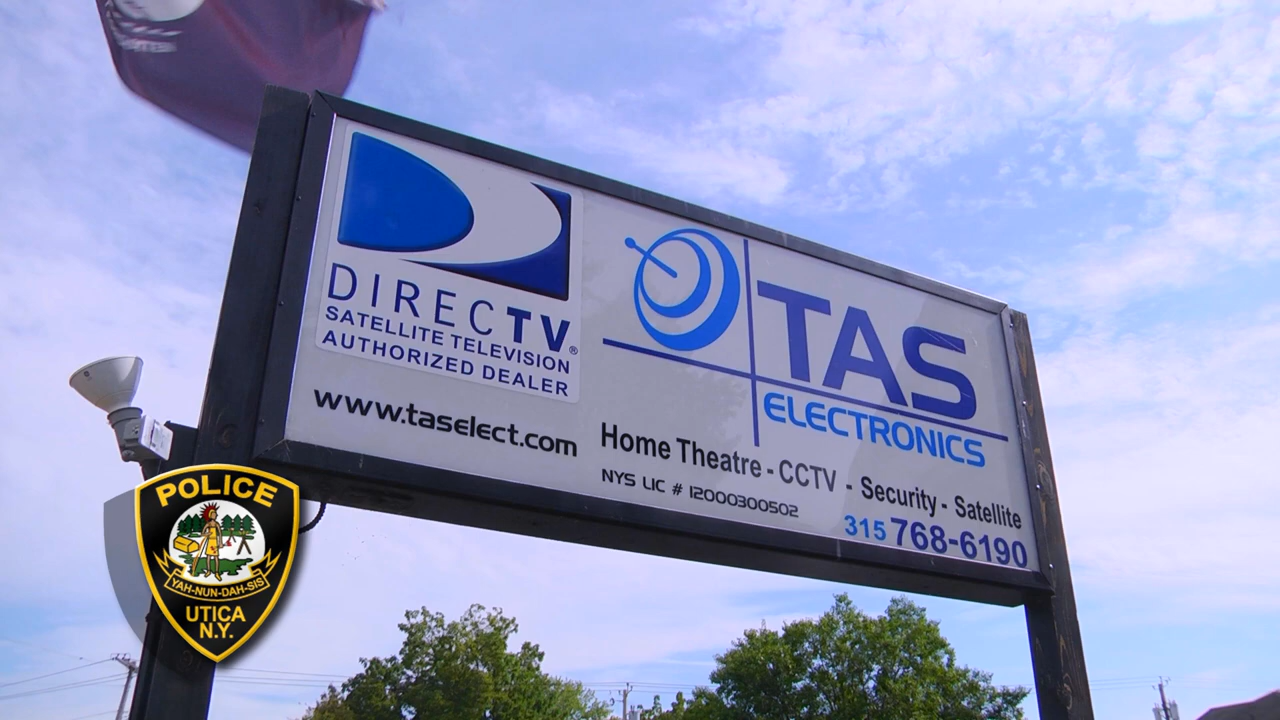 DIRECTV®
SATELLITE TELEVISION
AUTHORIZED DEALER
www.taselect.com
TAS
ELECTRONICS
Home Theatre - CCTV - Security - Satellite
NYS LIC # 12000300502
315 768-6190
POLICE
YAH-NUN-DAH-SIS
UTICA
N.Y.